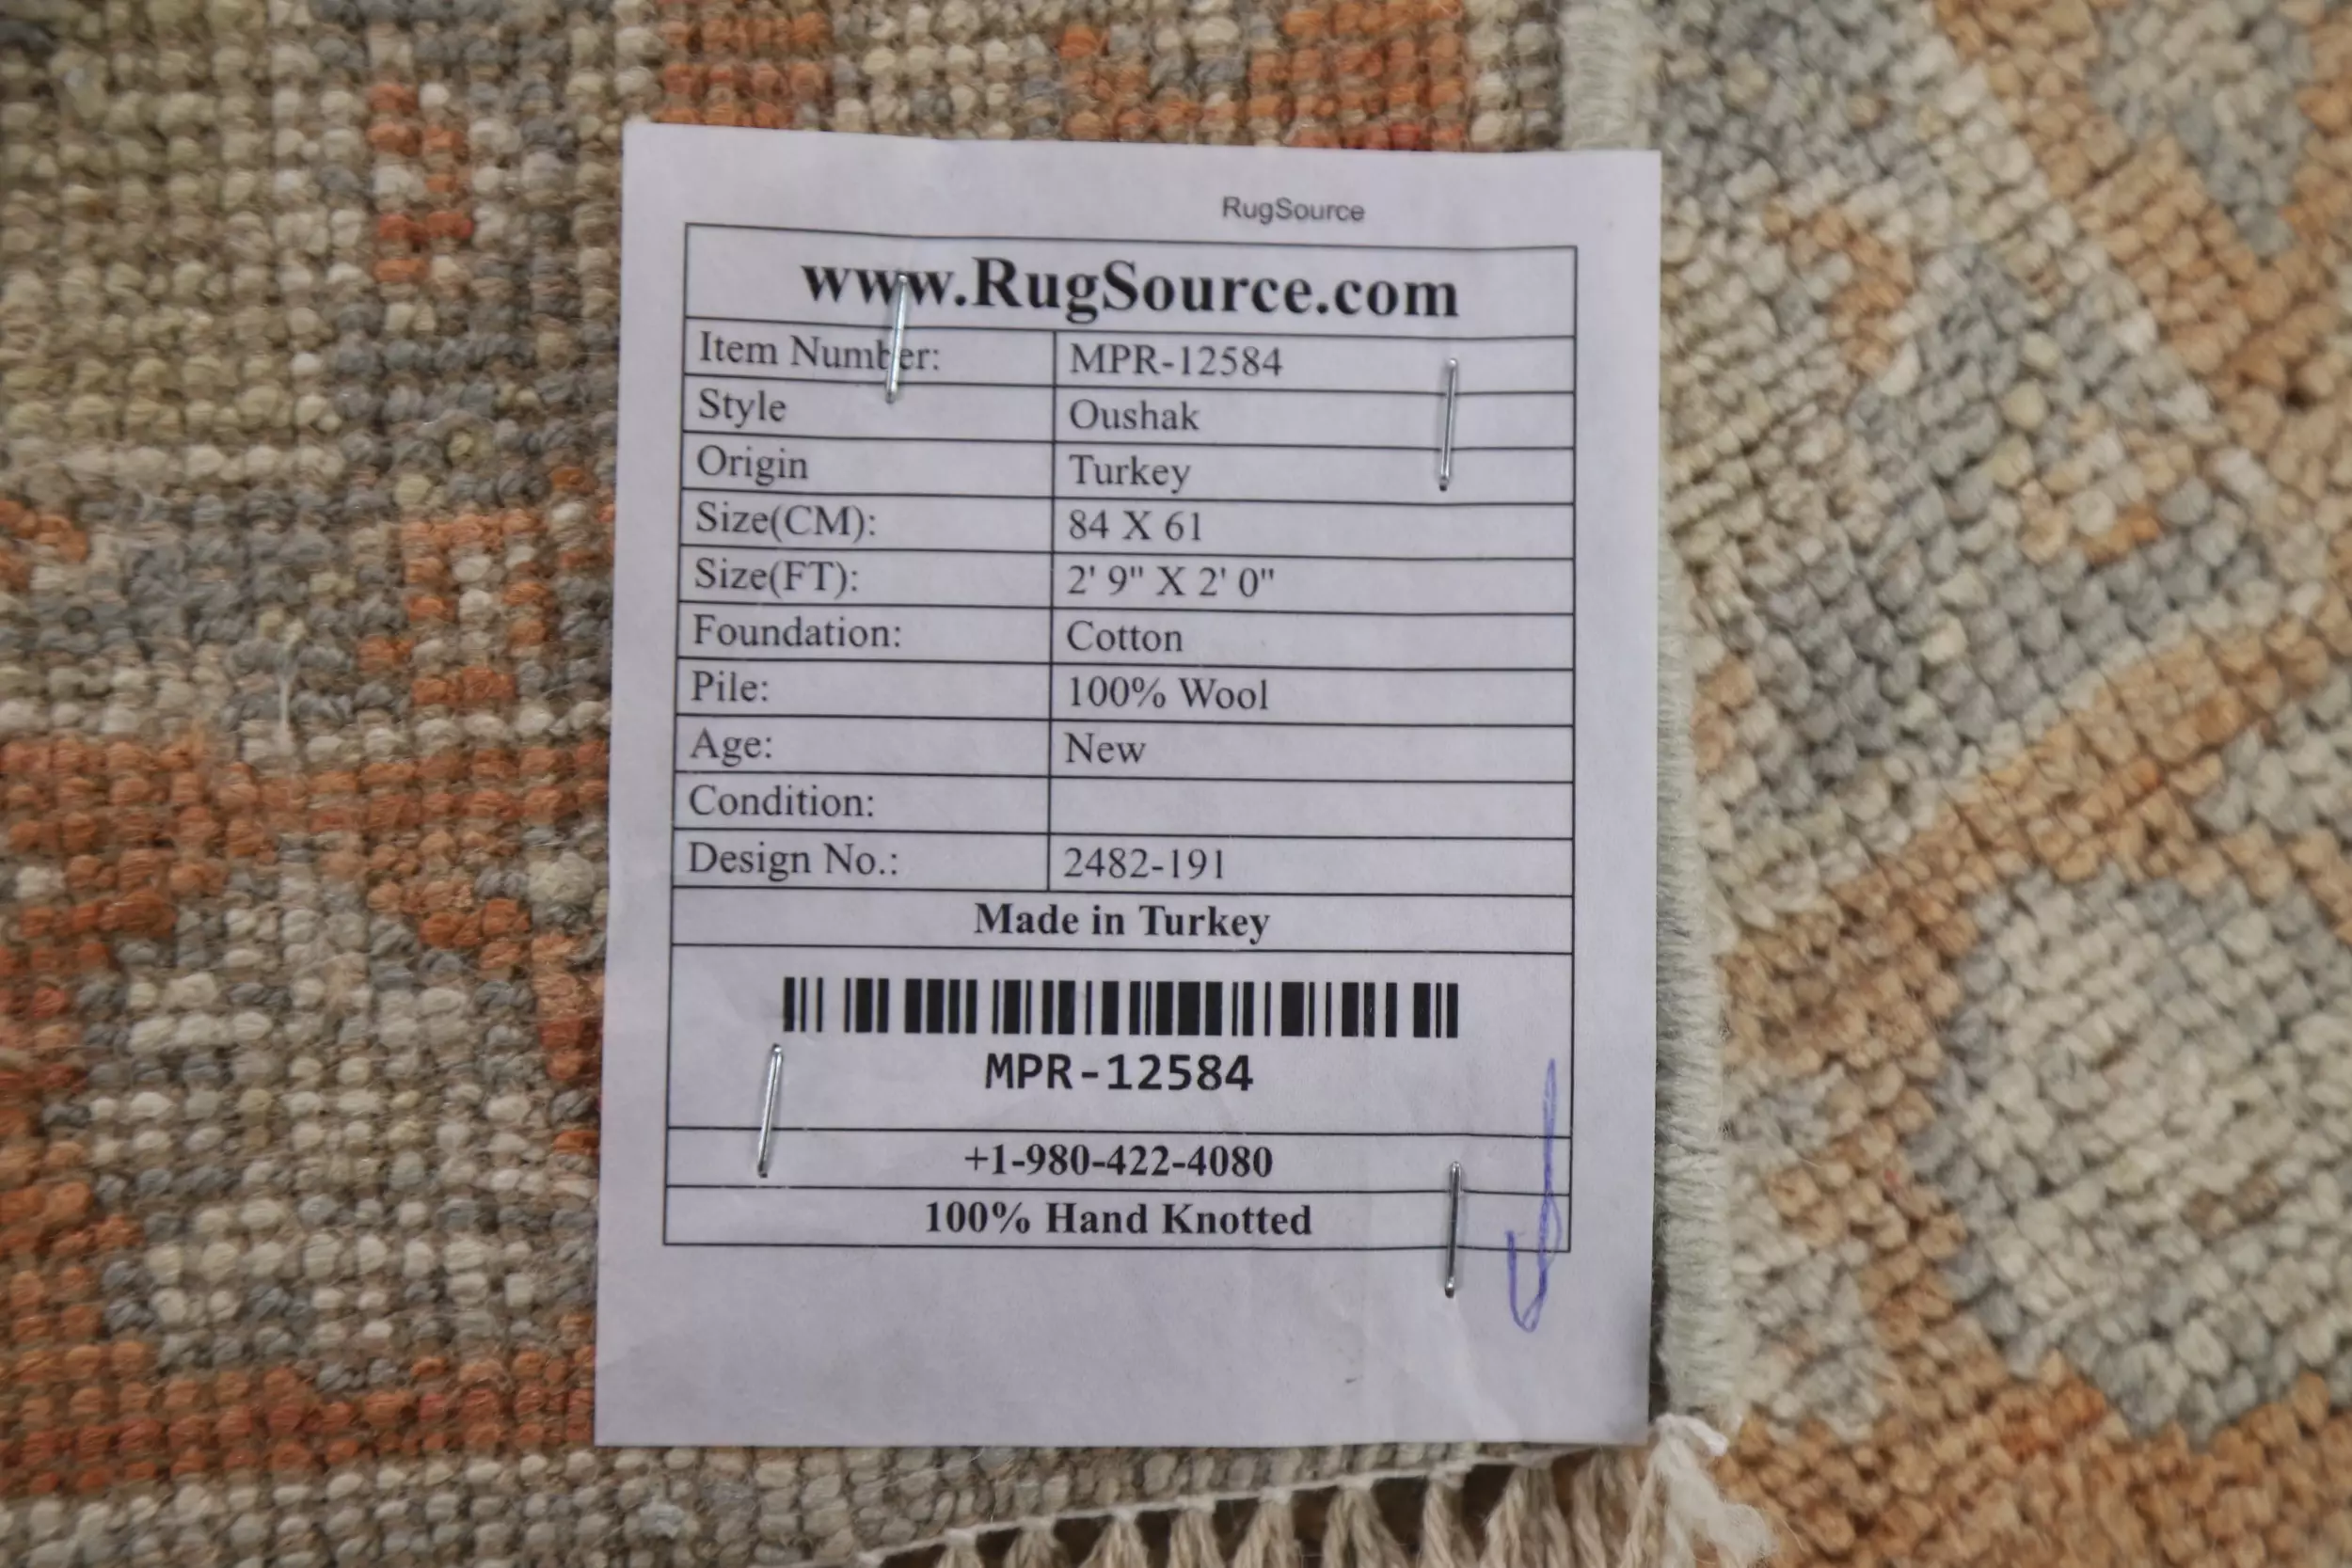 RugSource
www.RugSource.com
Item Number: MPR-12584
Style Oushak
Origin Turkey
Size(CM): 84 X 61
Size(FT): 2' 9" X 2' 0"
Foundation: Cotton
Pile: 100% Wool
Age: New
Condition:
Design No.: 2482-191
Made in Turkey
MPR-12584
+1-980-422-4080
100% Hand Knotted